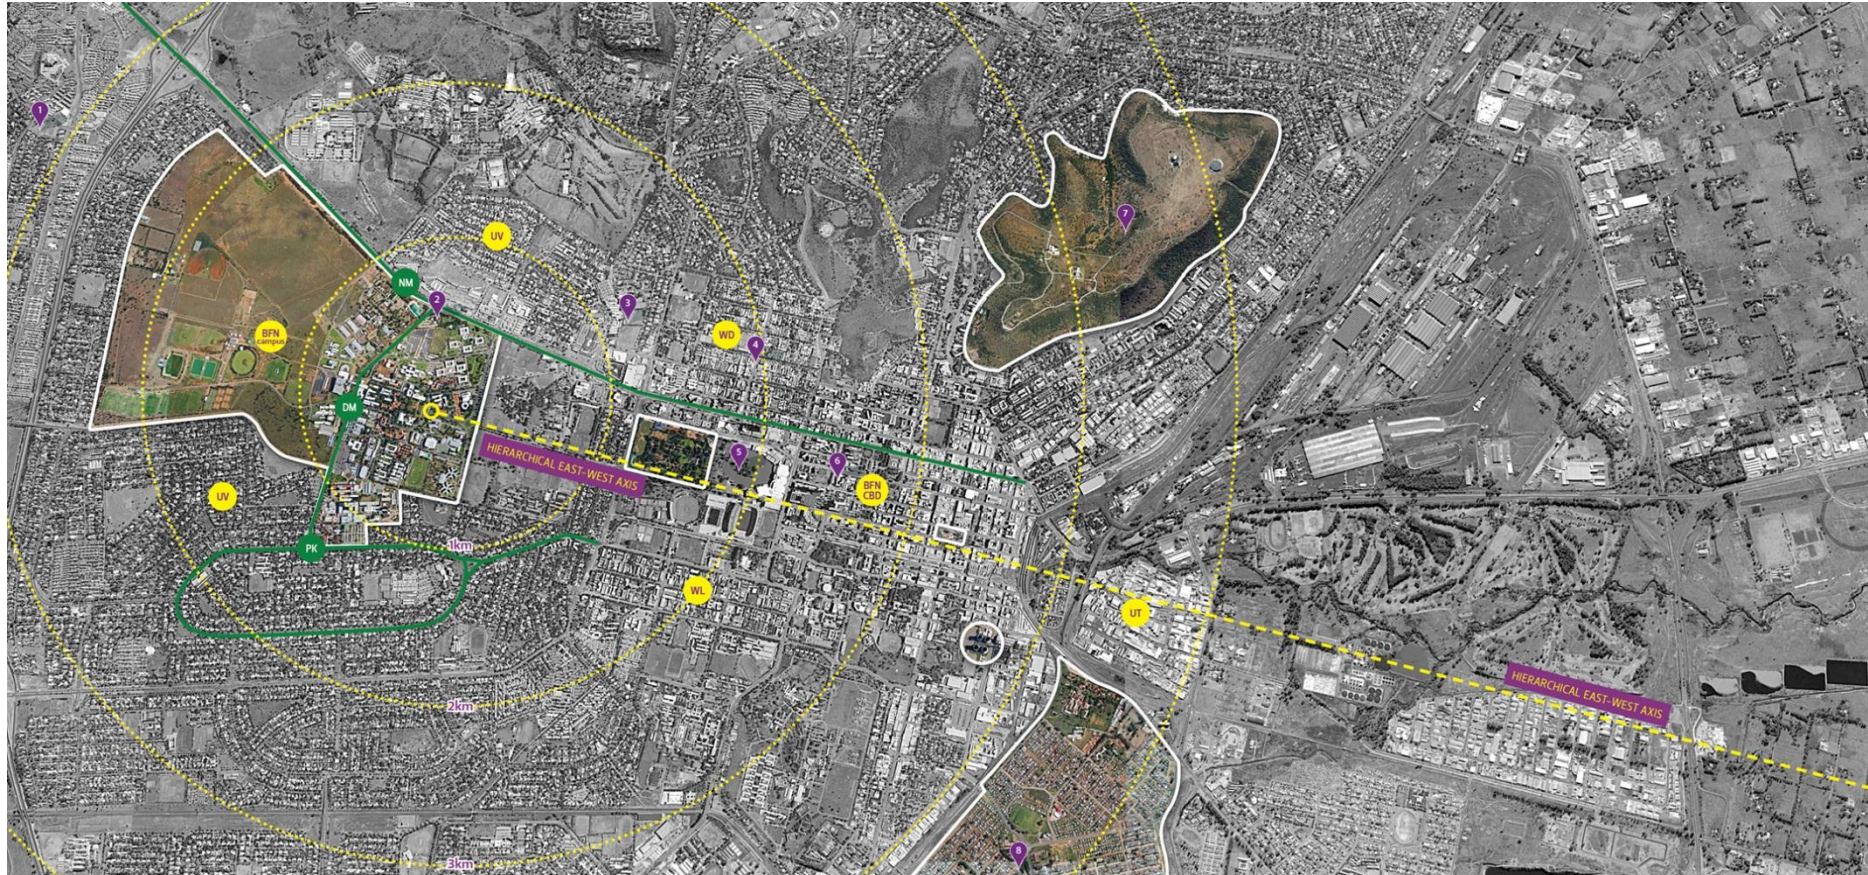 1
7
UV
NM
2
3
WD
4
BFN
campus
DM
HIERARCHICAL EAST-WEST AXIS
5
6
BFN
CBD
UV
PK
1km
WL
UT
2km
HIERARCHICAL EAST-WEST AXIS
3km
8